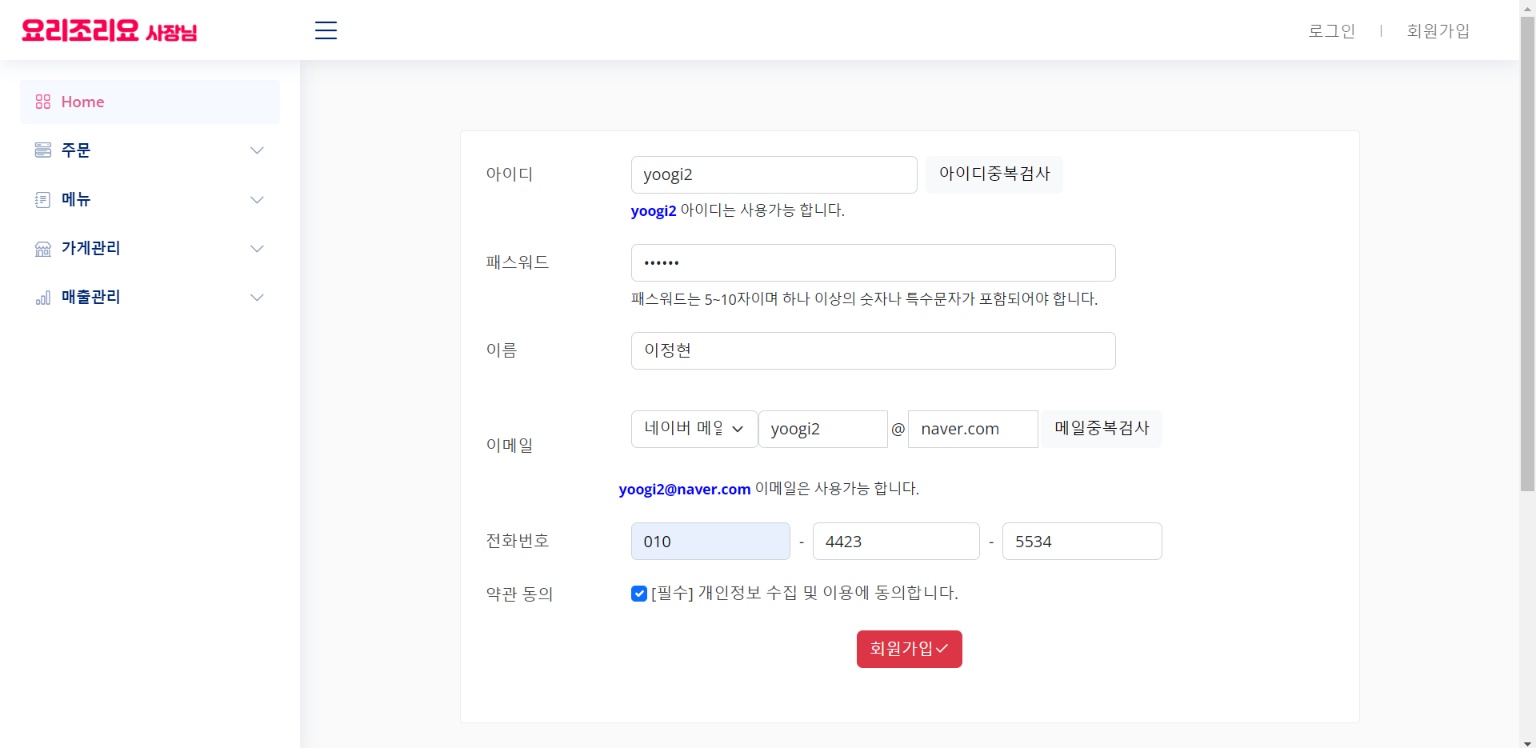 요리조리요 사장님
로그인 | 회원가입
Home
주문
메뉴
가게관리
매출관리
아이디 yoogi2 아이디중복검사
yoogi2 아이디는 사용가능 합니다.
패스워드 ••••••
패스워드는 5~10자이며 하나 이상의 숫자나 특수문자가 포함되어야 합니다.
이름 이정현
이메일 네이버 메일 yoogi2 @ naver.com 메일중복검사
yoogi2@naver.com 이메일은 사용가능 합니다.
전화번호 010 - 4423 - 5534
약관 동의 [필수] 개인정보 수집 및 이용에 동의합니다.
회원가입✓